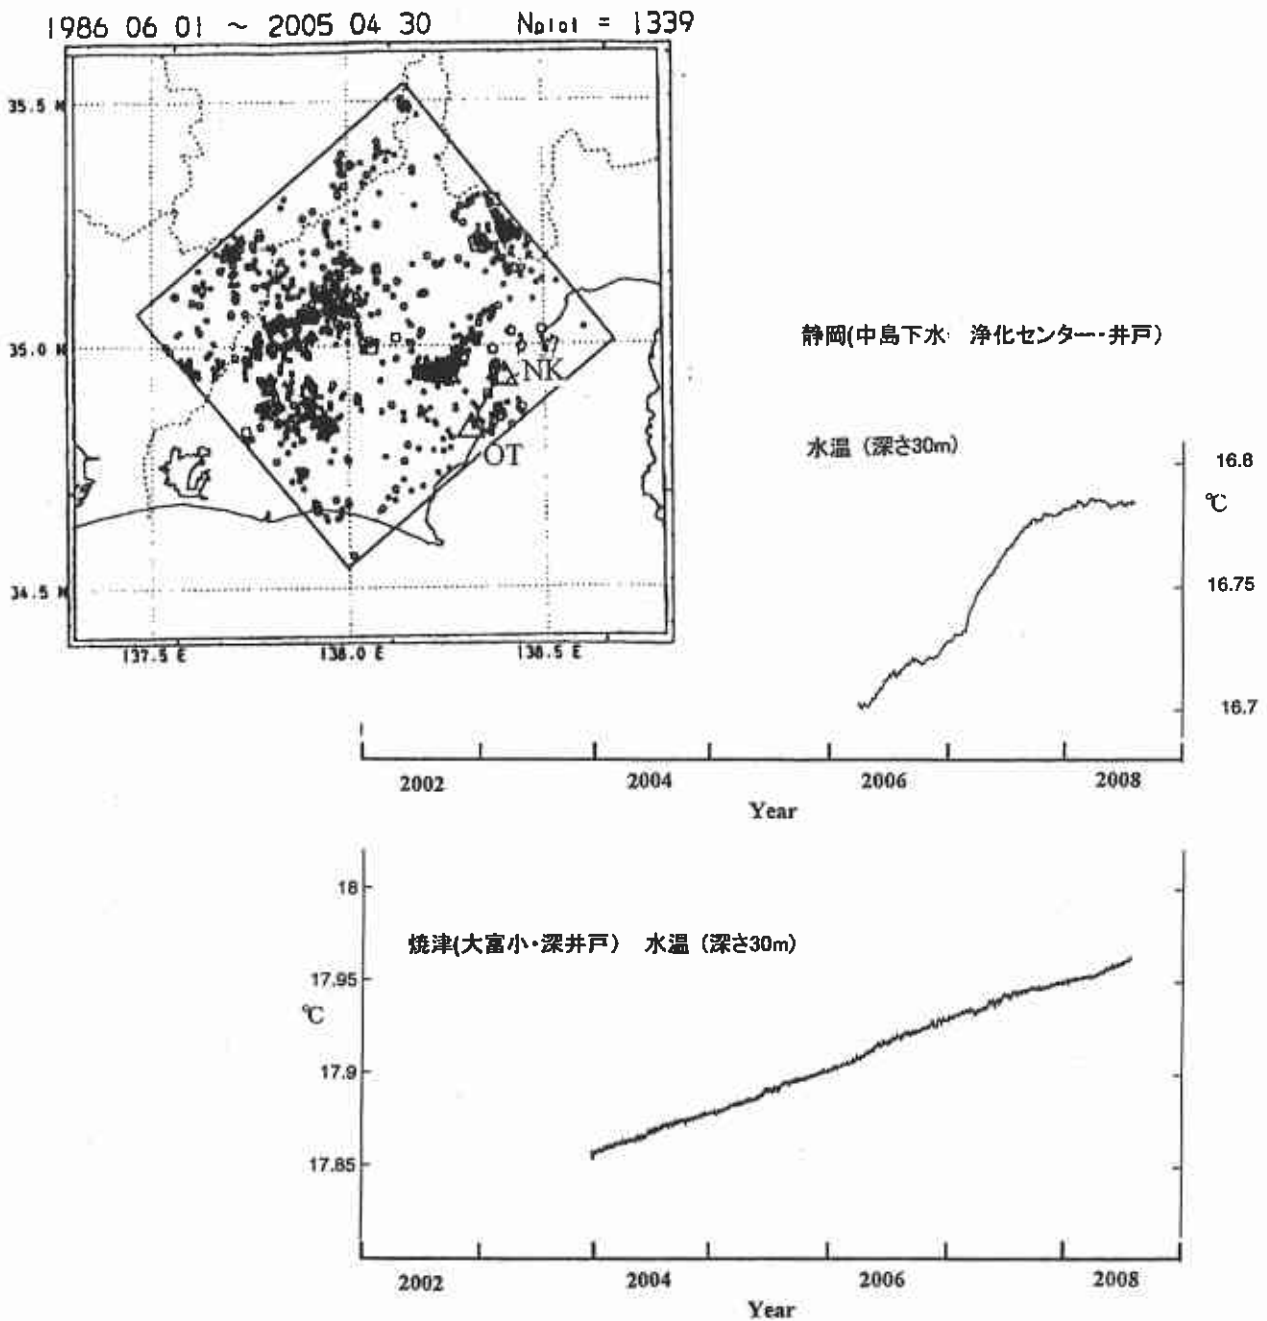 1986 06 01 ～ 2005 04 30 Nplot = 1339
35.5 N
35.0 N
34.5 N
137.5 E 138.0 E 138.5 E
NK
OT
静岡(中島下水 浄化センター・井戸)
水温 (深さ30m)
16.8
℃
16.75
16.7
2002 2004 2006 2008
Year
18
焼津(大富小・深井戸) 水温 (深さ30m)
17.95
℃
17.9
17.85
2002 2004 2006 2008
Year